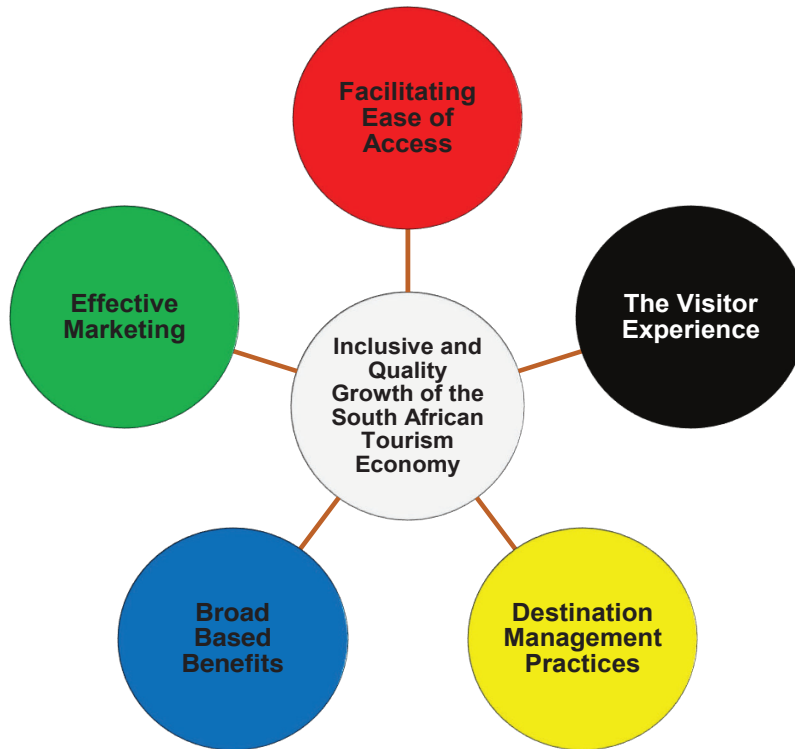 Facilitating
Ease of
Access
Effective
Marketing
The Visitor
Experience
Inclusive and
Quality
Growth of the
South African
Tourism
Economy
Broad
Based
Benefits
Destination
Management
Practices